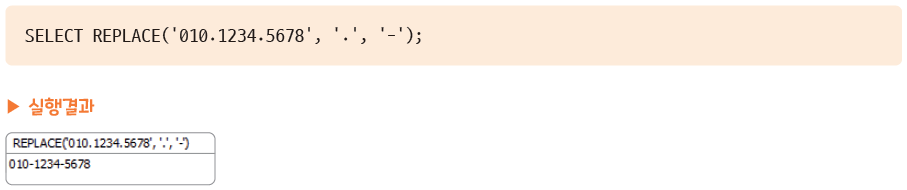 SELECT REPLACE('010.1234.5678', '.', '-');
▶ 실행결과
REPLACE('010.1234.5678', '.', '-')
010-1234-5678